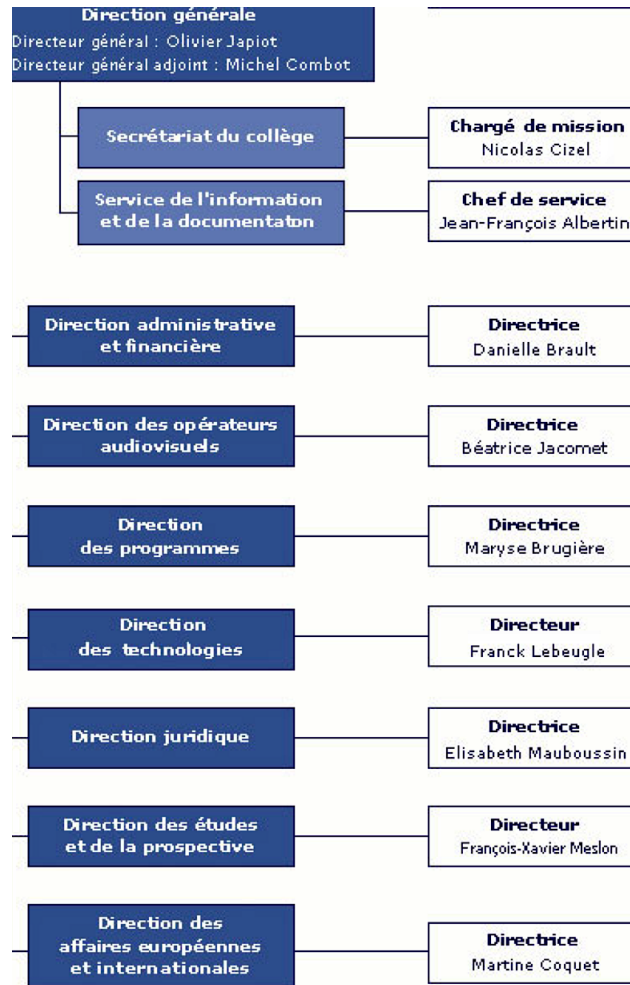 Direction générale
Directeur général : Olivier Japiot
Directeur général adjoint : Michel Combot
Secrétariat du collège
Chargé de mission
Nicolas Cizel
Service de l'information
et de la documentaton
Chef de service
Jean-François Albertin
Direction administrative
et financière
Directrice
Danielle Brault
Direction des opérateurs
audiovisuels
Directrice
Béatrice Jacomet
Direction
des programmes
Directrice
Maryse Brugière
Direction
des technologies
Directeur
Franck Lebeugle
Direction juridique
Directrice
Elisabeth Mauboussin
Direction des études
et de la prospective
Directeur
François-Xavier Meslon
Direction des
affaires européennes
et internationales
Directrice
Martine Coquet